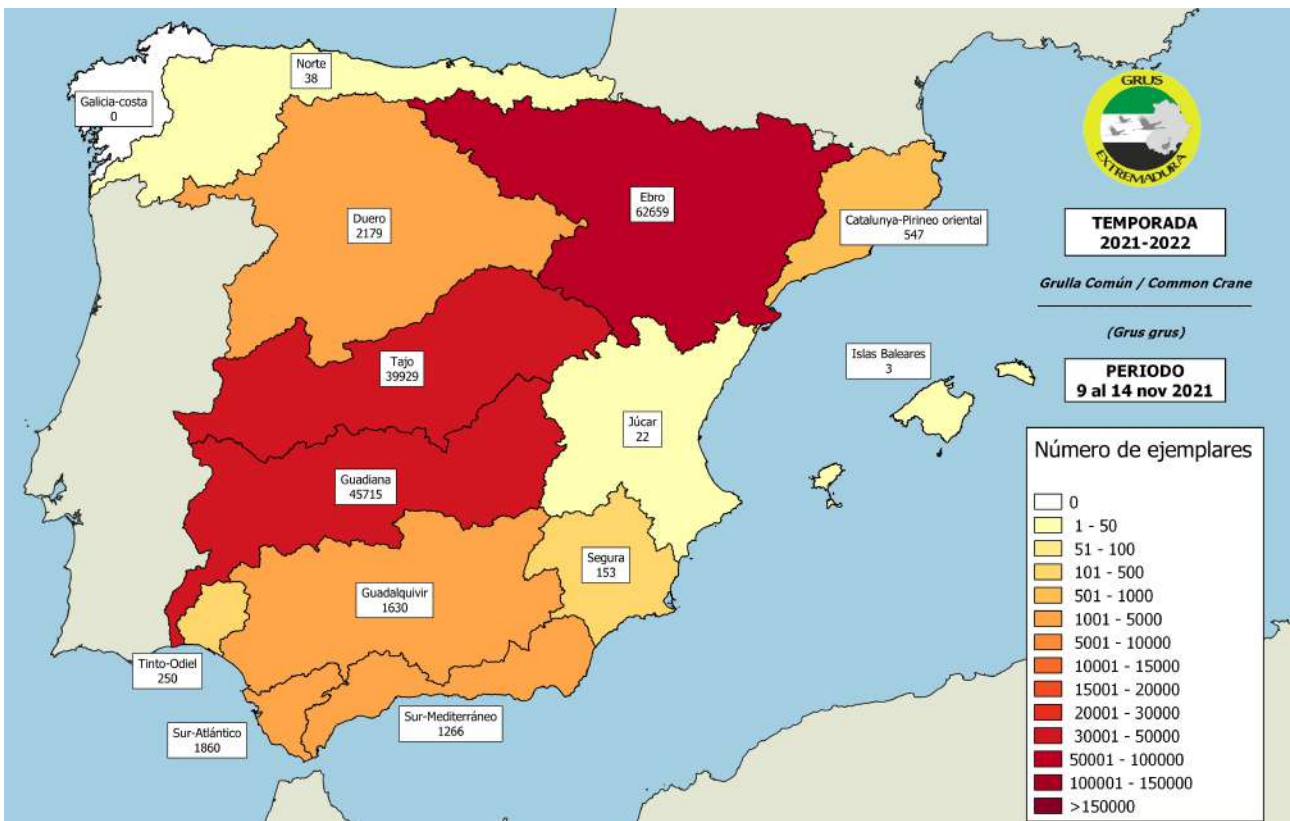 Norte
38
Galicia-costa
0
Duero
2179
Ebro
62659
Catalunya-Pirineo oriental
547
Tajo
39929
Islas Baleares
3
Júcar
22
Guadiana
45715
Segura
153
Guadalquivir
1630
Tinto-Odiel
250
Sur-Atlántico
1860
Sur-Mediterráneo
1266
GRUS
EXTREMADURA
TEMPORADA
2021-2022
Grulla Común / Common Crane
(Grus grus)
PERIODO
9 al 14 nov 2021
Número de ejemplares
0
1 - 50
51 - 100
101 - 500
501 - 1000
1001 - 5000
5001 - 10000
10001 - 15000
15001 - 20000
20001 - 30000
30001 - 50000
50001 - 100000
100001 - 150000
>150000